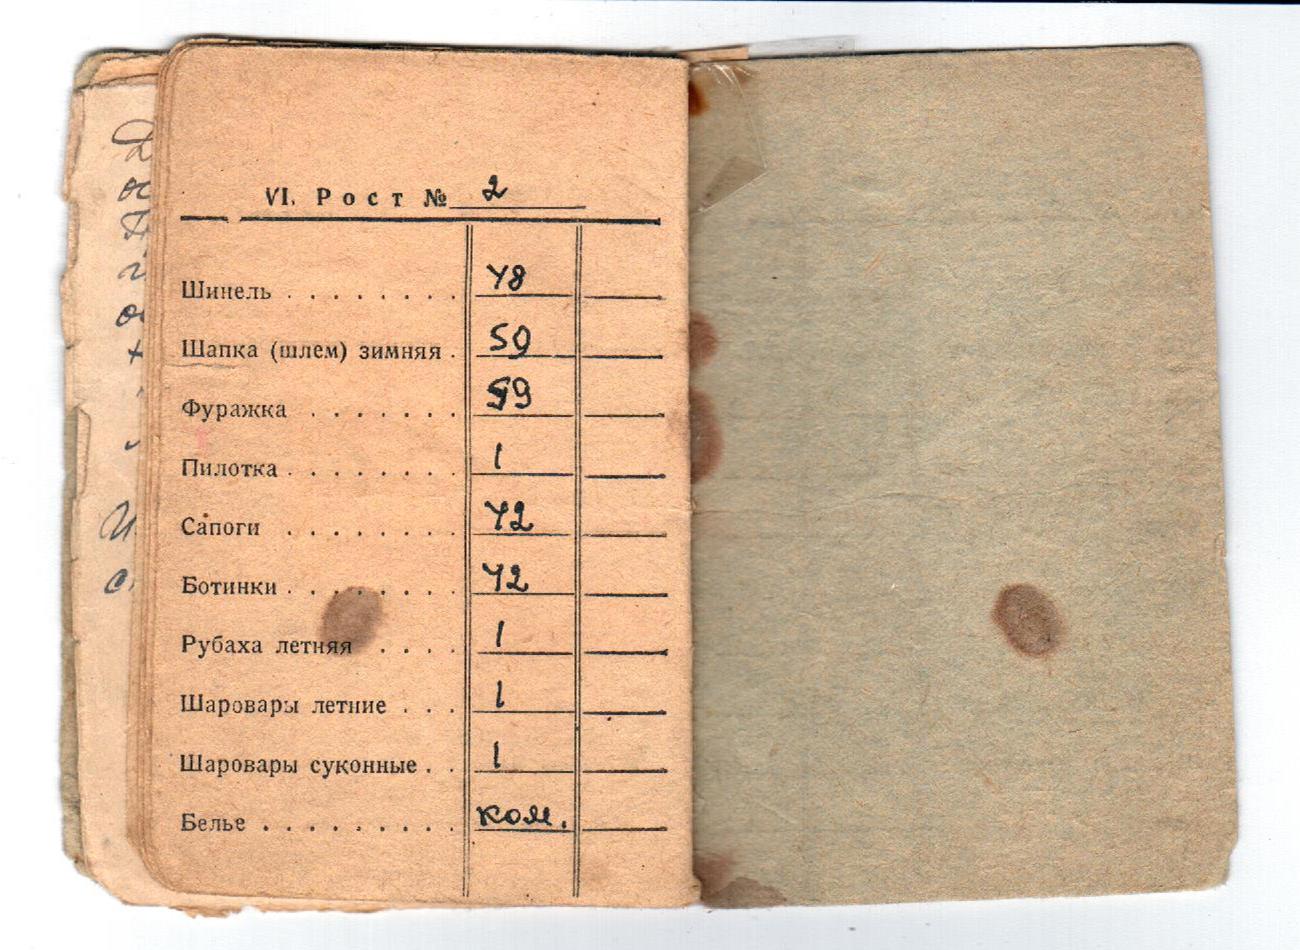 VI. Рост № 2
Шинель . . . . . . . . 48
Шапка (шлем) зимняя . 59
Фуражка . . . . . . . 59
Пилотка . . . . . . . . 1
Сапоги . . . . . . . . 42
Ботинки . . . . . . . . 42
Рубаха летняя . . . . 1
Шаровары летние . . . 1
Шаровары суконные . . 1
Белье . . . . . . . . . ком.